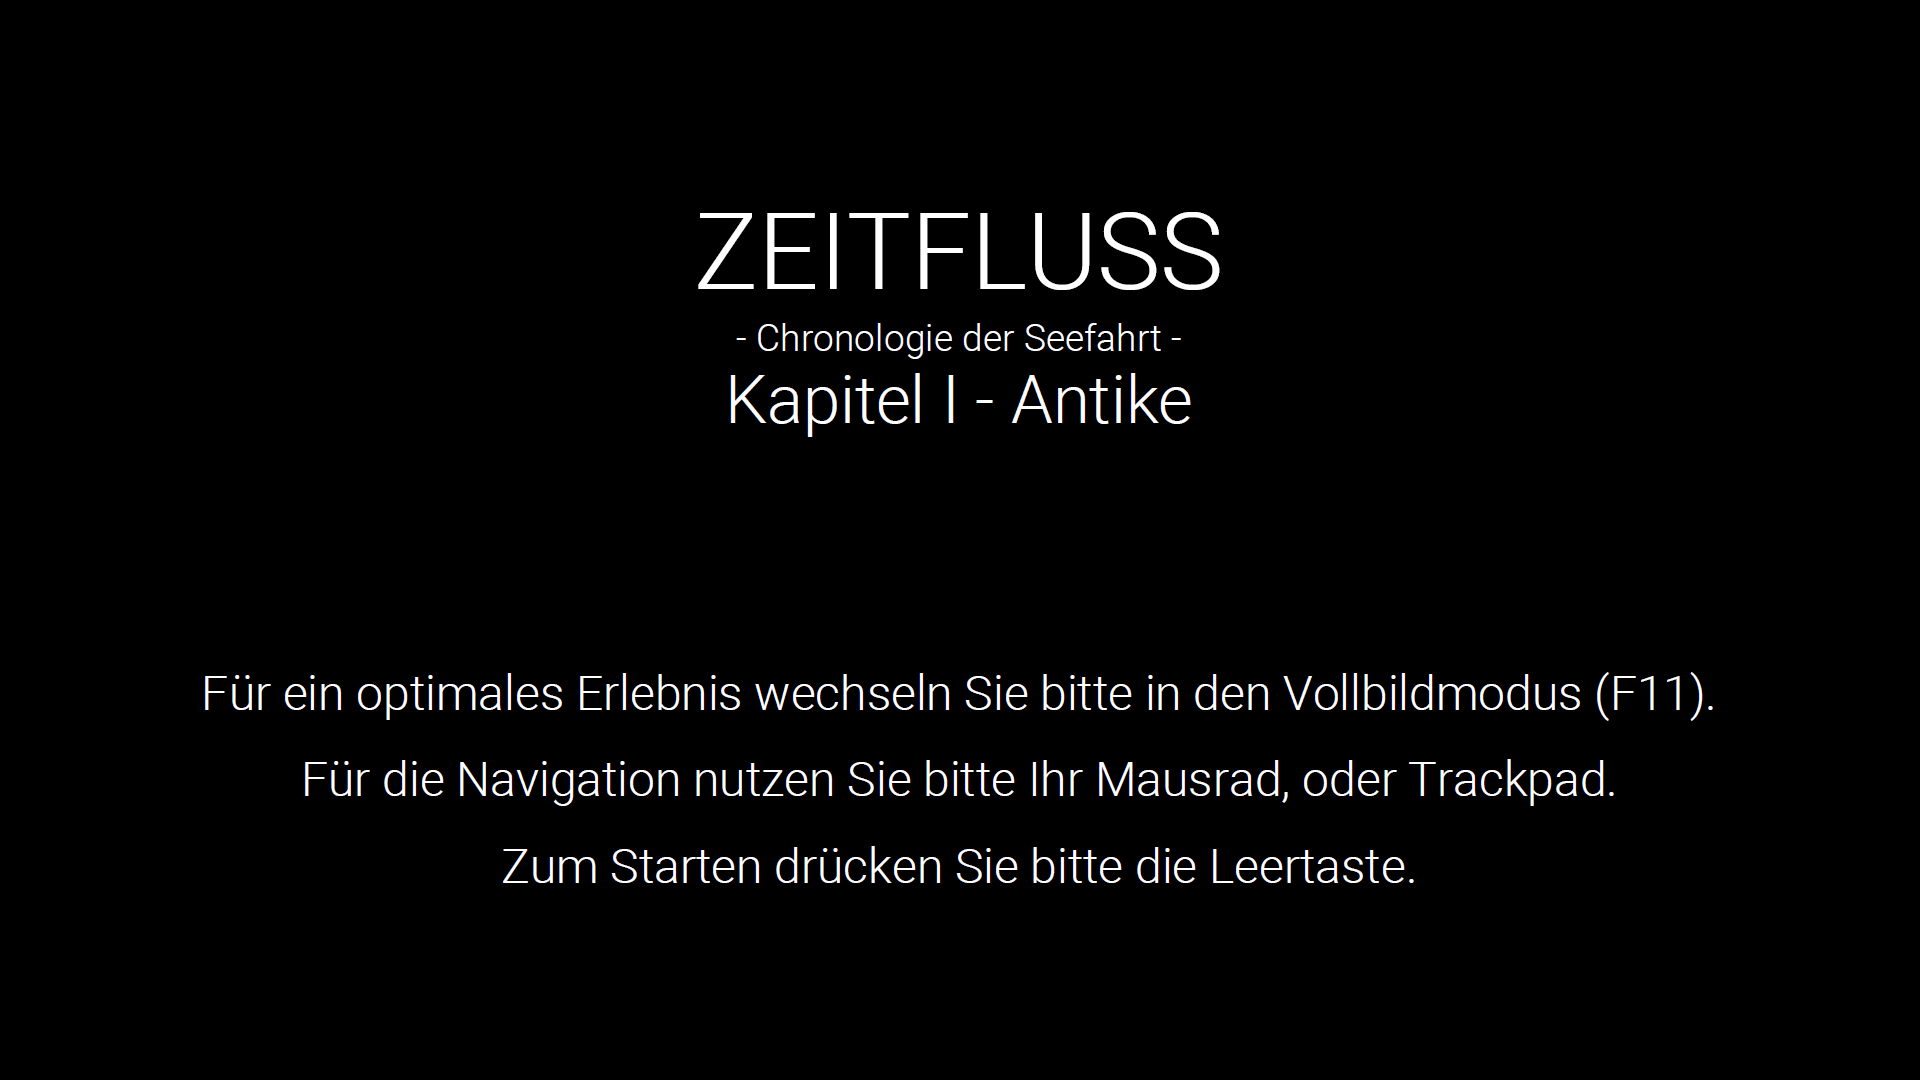 ZEITFLUSS
- Chronologie der Seefahrt -
Kapitel I - Antike
Für ein optimales Erlebnis wechseln Sie bitte in den Vollbildmodus (F11).
Für die Navigation nutzen Sie bitte Ihr Mausrad, oder Trackpad.
Zum Starten drücken Sie bitte die Leertaste.